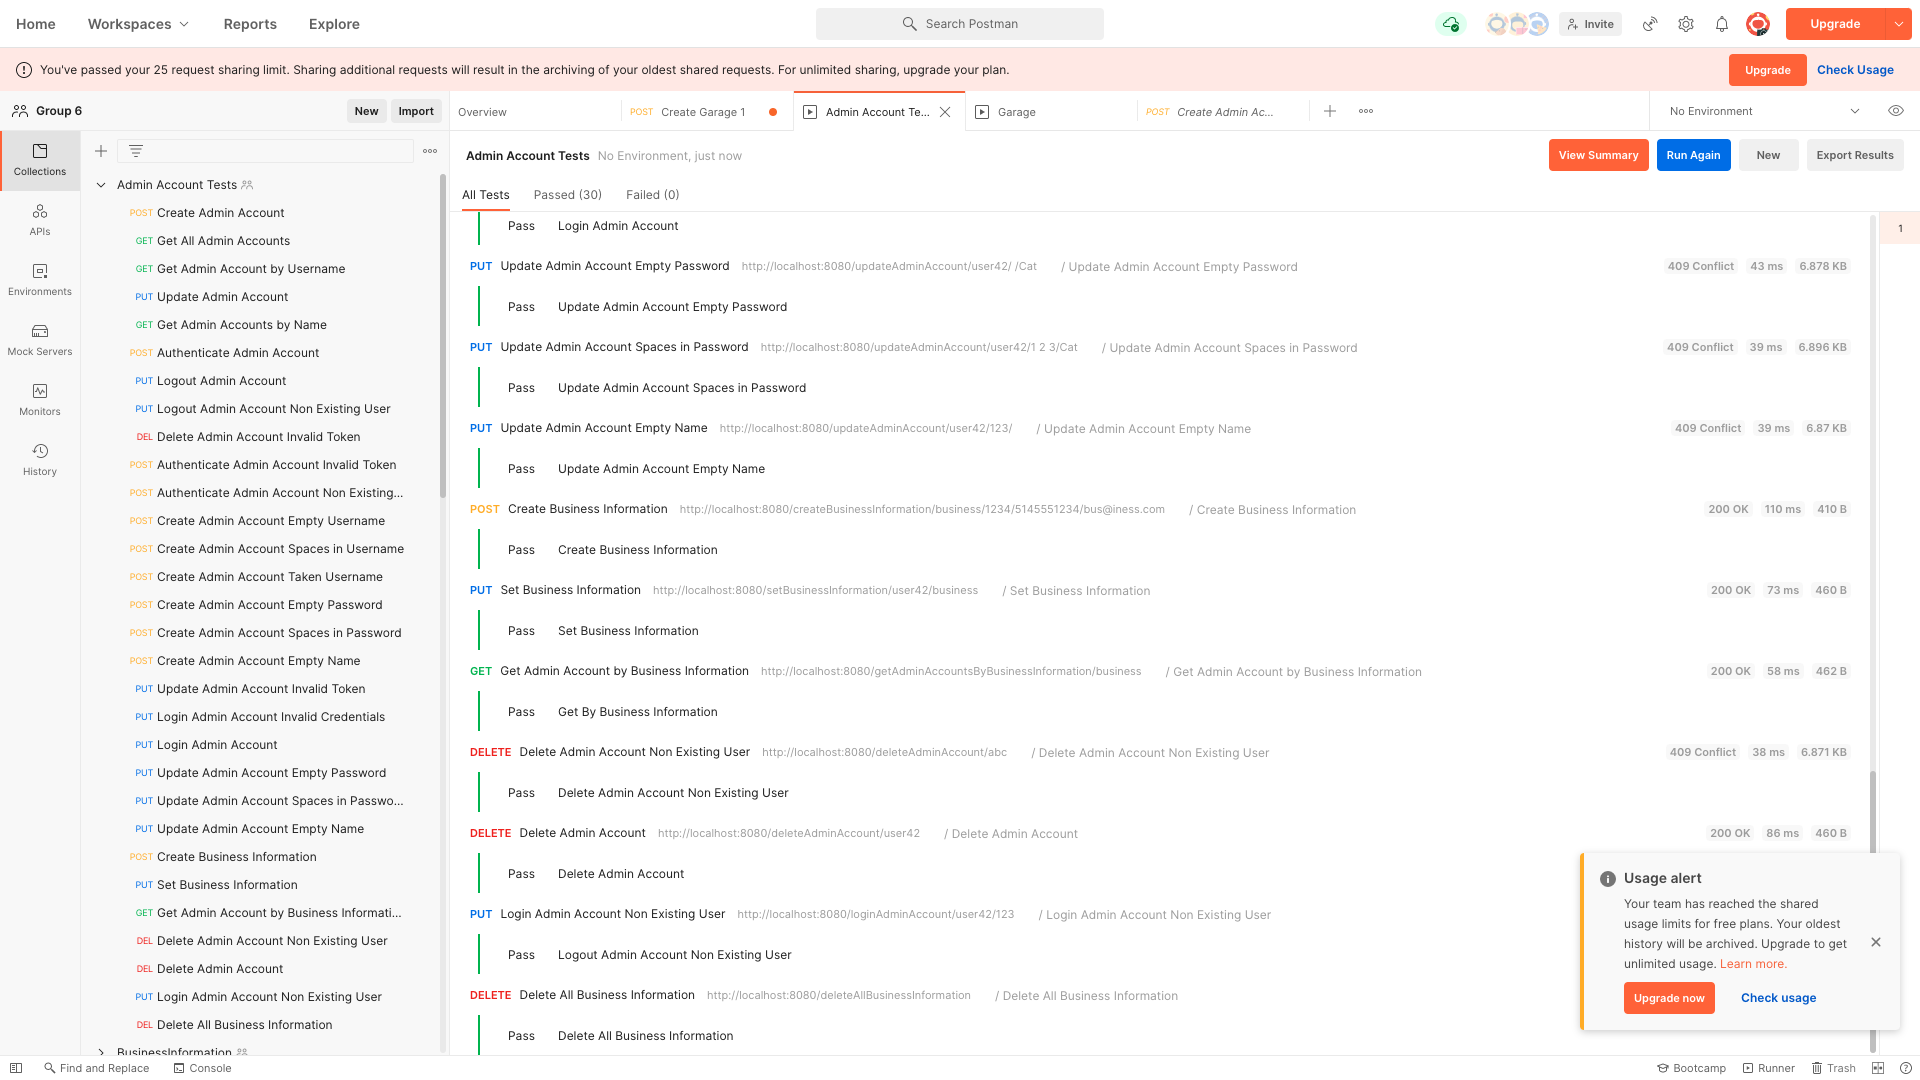 Home
Workspaces
Reports
Explore
Search Postman
Invite
Upgrade
You've passed your 25 request sharing limit. Sharing additional requests will result in the archiving of your oldest shared requests. For unlimited sharing, upgrade your plan.
Upgrade
Check Usage
Group 6
New
Import
Overview
POST Create Garage 1
Admin Account Te...
Garage
POST Create Admin Ac...
No Environment
Collections
APIs
Environments
Mock Servers
Monitors
History
Admin Account Tests
POST Create Admin Account
GET Get All Admin Accounts
GET Get Admin Account by Username
PUT Update Admin Account
GET Get Admin Accounts by Name
POST Authenticate Admin Account
PUT Logout Admin Account
PUT Logout Admin Account Non Existing User
DEL Delete Admin Account Invalid Token
POST Authenticate Admin Account Invalid Token
POST Authenticate Admin Account Non Existing...
POST Create Admin Account Empty Username
POST Create Admin Account Spaces in Username
POST Create Admin Account Taken Username
POST Create Admin Account Empty Password
POST Create Admin Account Spaces in Password
POST Create Admin Account Empty Name
PUT Update Admin Account Invalid Token
PUT Login Admin Account Invalid Credentials
PUT Login Admin Account
PUT Update Admin Account Empty Password
PUT Update Admin Account Spaces in Passwo...
PUT Update Admin Account Empty Name
POST Create Business Information
PUT Set Business Information
GET Get Admin Account by Business Informati...
DEL Delete Admin Account Non Existing User
DEL Delete Admin Account
PUT Login Admin Account Non Existing User
DEL Delete All Business Information
BusinessInformation
Admin Account Tests No Environment, just now
View Summary
Run Again
New
Export Results
All Tests
Passed (30)
Failed (0)
1
Pass Login Admin Account
PUT Update Admin Account Empty Password http://localhost:8080/updateAdminAccount/user42/ /Cat / Update Admin Account Empty Password 409 Conflict 43 ms 6.878 KB
Pass Update Admin Account Empty Password
PUT Update Admin Account Spaces in Password http://localhost:8080/updateAdminAccount/user42/1 2 3/Cat / Update Admin Account Spaces in Password 409 Conflict 39 ms 6.896 KB
Pass Update Admin Account Spaces in Password
PUT Update Admin Account Empty Name http://localhost:8080/updateAdminAccount/user42/123/ / Update Admin Account Empty Name 409 Conflict 39 ms 6.87 KB
Pass Update Admin Account Empty Name
POST Create Business Information http://localhost:8080/createBusinessInformation/business/1234/5145551234/bus@iness.com / Create Business Information 200 OK 110 ms 410 B
Pass Create Business Information
PUT Set Business Information http://localhost:8080/setBusinessInformation/user42/business / Set Business Information 200 OK 73 ms 460 B
Pass Set Business Information
GET Get Admin Account by Business Information http://localhost:8080/getAdminAccountsByBusinessInformation/business / Get Admin Account by Business Information 200 OK 58 ms 462 B
Pass Get By Business Information
DELETE Delete Admin Account Non Existing User http://localhost:8080/deleteAdminAccount/abc / Delete Admin Account Non Existing User 409 Conflict 38 ms 6.871 KB
Pass Delete Admin Account Non Existing User
DELETE Delete Admin Account http://localhost:8080/deleteAdminAccount/user42 / Delete Admin Account 200 OK 86 ms 460 B
Pass Delete Admin Account
PUT Login Admin Account Non Existing User http://localhost:8080/loginAdminAccount/user42/123 / Login Admin Account Non Existing User
Pass Logout Admin Account Non Existing User
DELETE Delete All Business Information http://localhost:8080/deleteAllBusinessInformation / Delete All Business Information
Pass Delete All Business Information
Usage alert
Your team has reached the shared
usage limits for free plans. Your oldest
history will be archived. Upgrade to get
unlimited usage. Learn more.
Upgrade now
Check usage
Find and Replace
Console
Bootcamp
Runner
Trash